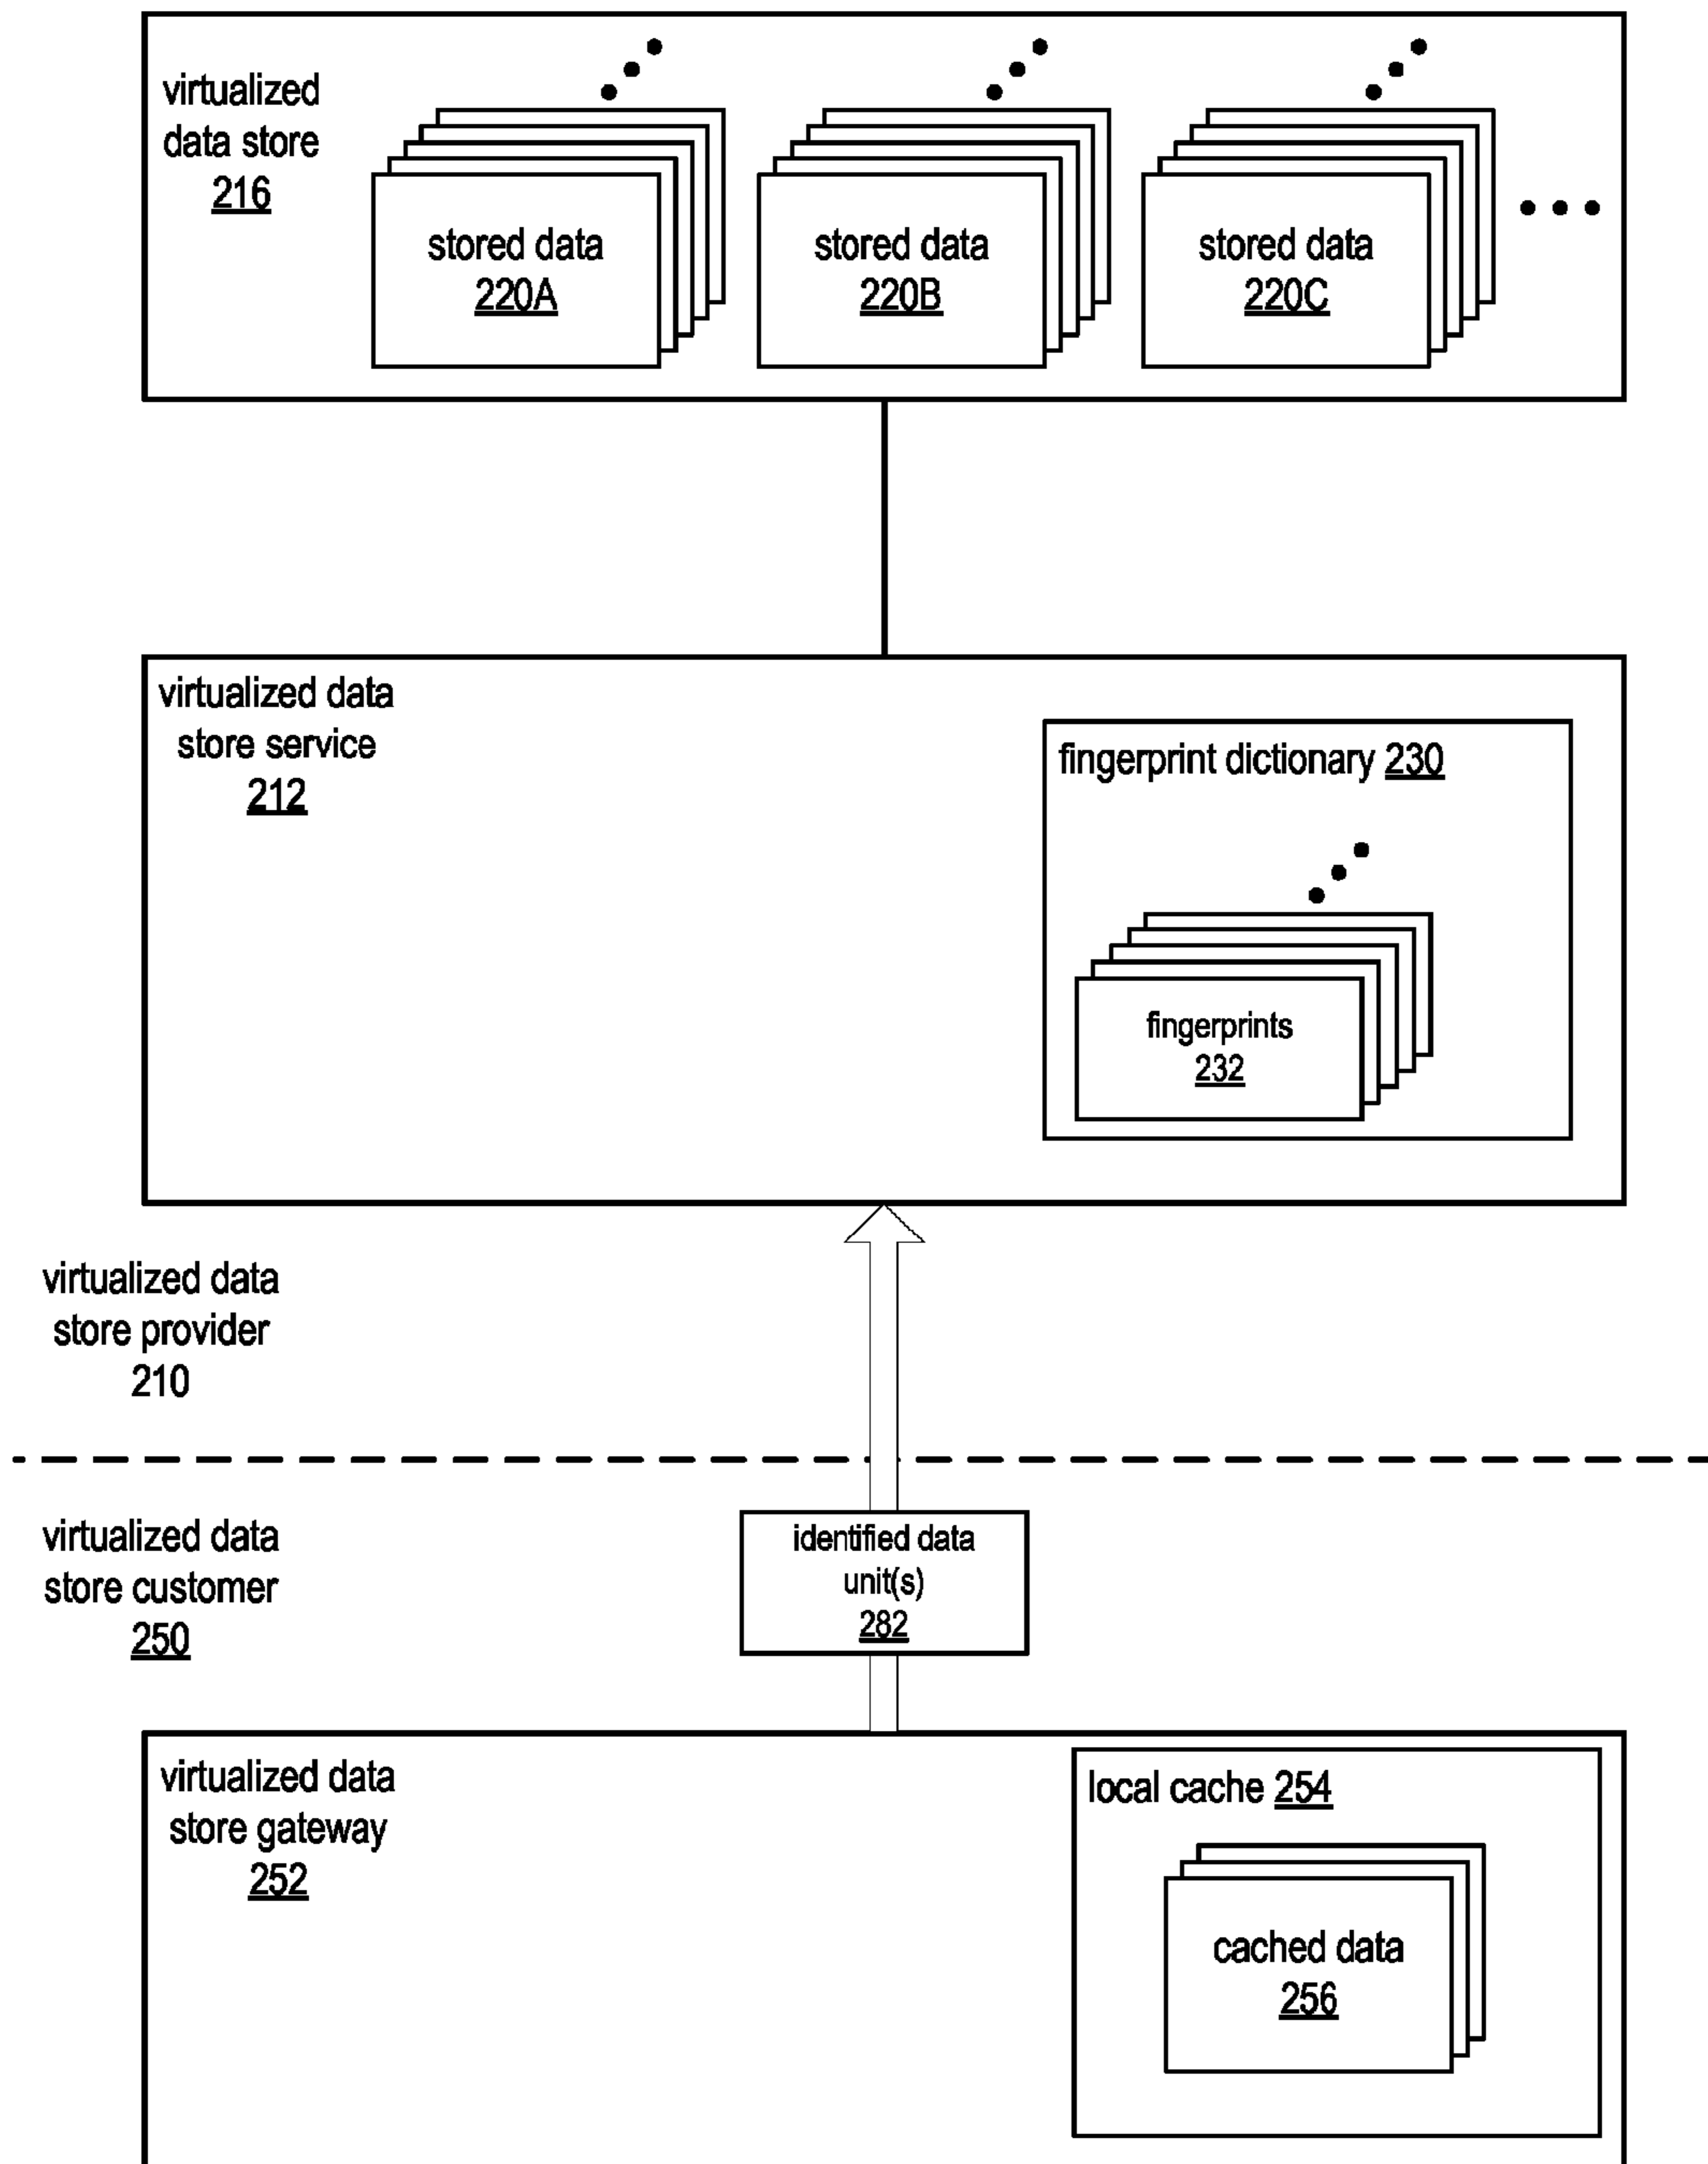 virtualized
data store
216
stored data
220A
stored data
220B
stored data
220C
virtualized data
store service
212
fingerprint dictionary 230
fingerprints
232
virtualized data
store provider
210
virtualized data
store customer
250
identified data
unit(s)
282
virtualized data
store gateway
252
local cache 254
cached data
256